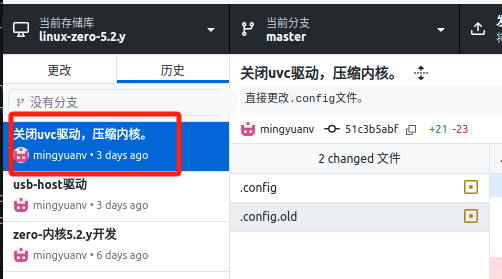 当前存储库
linux-zero-5.2.y
当前分支
master
更改
历史
没有分支
关闭uvc驱动，压缩内核。
mingyuanv • 3 days ago
usb-host驱动
mingyuanv • 3 days ago
zero-内核5.2.y开发
mingyuanv • 6 days ago
关闭uvc驱动，压缩内核。
直接更改.config文件。
mingyuanv
51c3b5abf
+21 -23
2 changed 文件
.config
.config.old